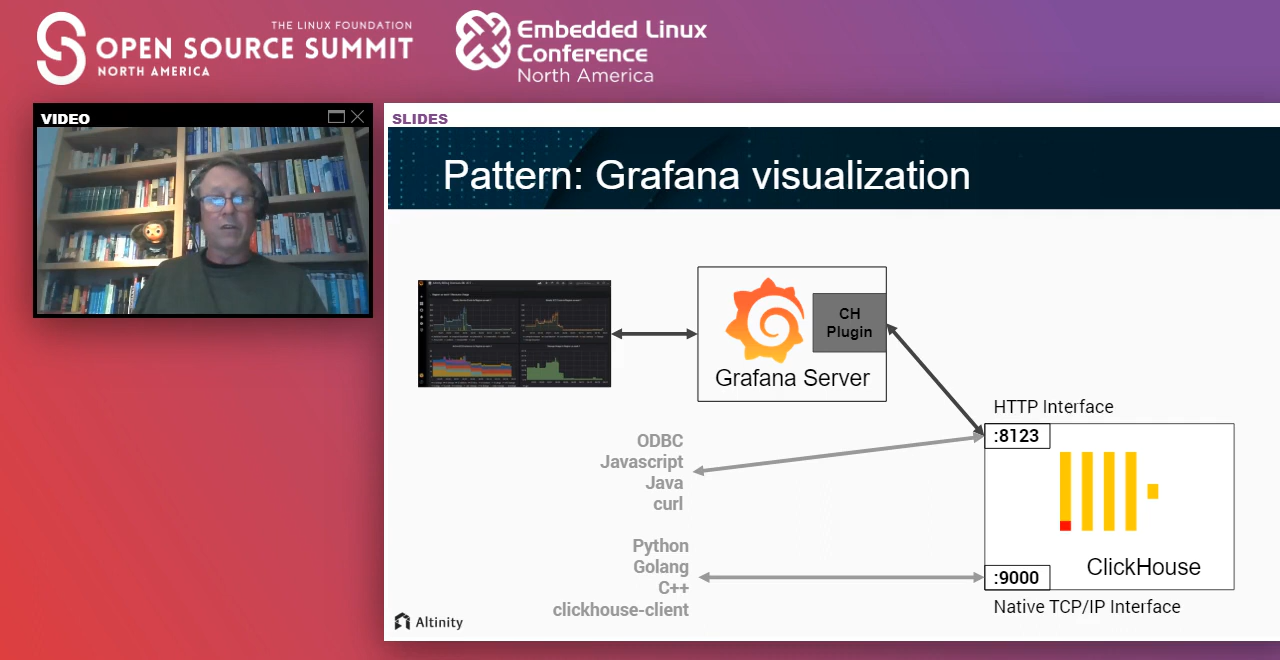 THE LINUX FOUNDATION
OPEN SOURCE SUMMIT
NORTH AMERICA
Embedded Linux
Conference
North America
VIDEO
SLIDES
Pattern: Grafana visualization
CH
Plugin
Grafana Server
HTTP Interface
:8123
ODBC
Javascript
Java
curl
Python
Golang
C++
clickhouse-client
ClickHouse
:9000
Native TCP/IP Interface
Altinity